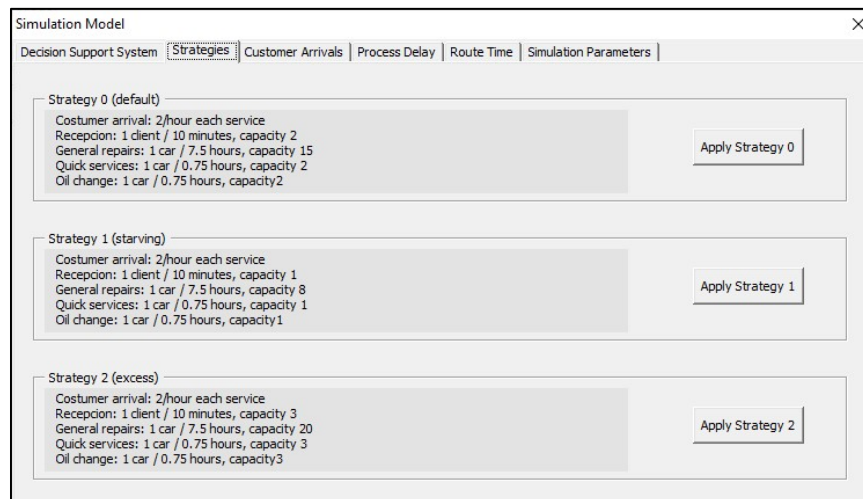 Simulation Model
Decision Support System Strategies Customer Arrivals Process Delay Route Time Simulation Parameters
Strategy 0 (default)
Costumer arrival: 2/hour each service
Recepcion: 1 client / 10 minutes, capacity 2
General repairs: 1 car / 7.5 hours, capacity 15
Quick services: 1 car / 0.75 hours, capacity 2
Oil change: 1 car / 0.75 hours, capacity2
Apply Strategy 0
Strategy 1 (starving)
Costumer arrival: 2/hour each service
Recepcion: 1 client / 10 minutes, capacity 1
General repairs: 1 car / 7.5 hours, capacity 8
Quick services: 1 car / 0.75 hours, capacity 1
Oil change: 1 car / 0.75 hours, capacity1
Apply Strategy 1
Strategy 2 (excess)
Costumer arrival: 2/hour each service
Recepcion: 1 client / 10 minutes, capacity 3
General repairs: 1 car / 7.5 hours, capacity 20
Quick services: 1 car / 0.75 hours, capacity 3
Oil change: 1 car / 0.75 hours, capacity3
Apply Strategy 2